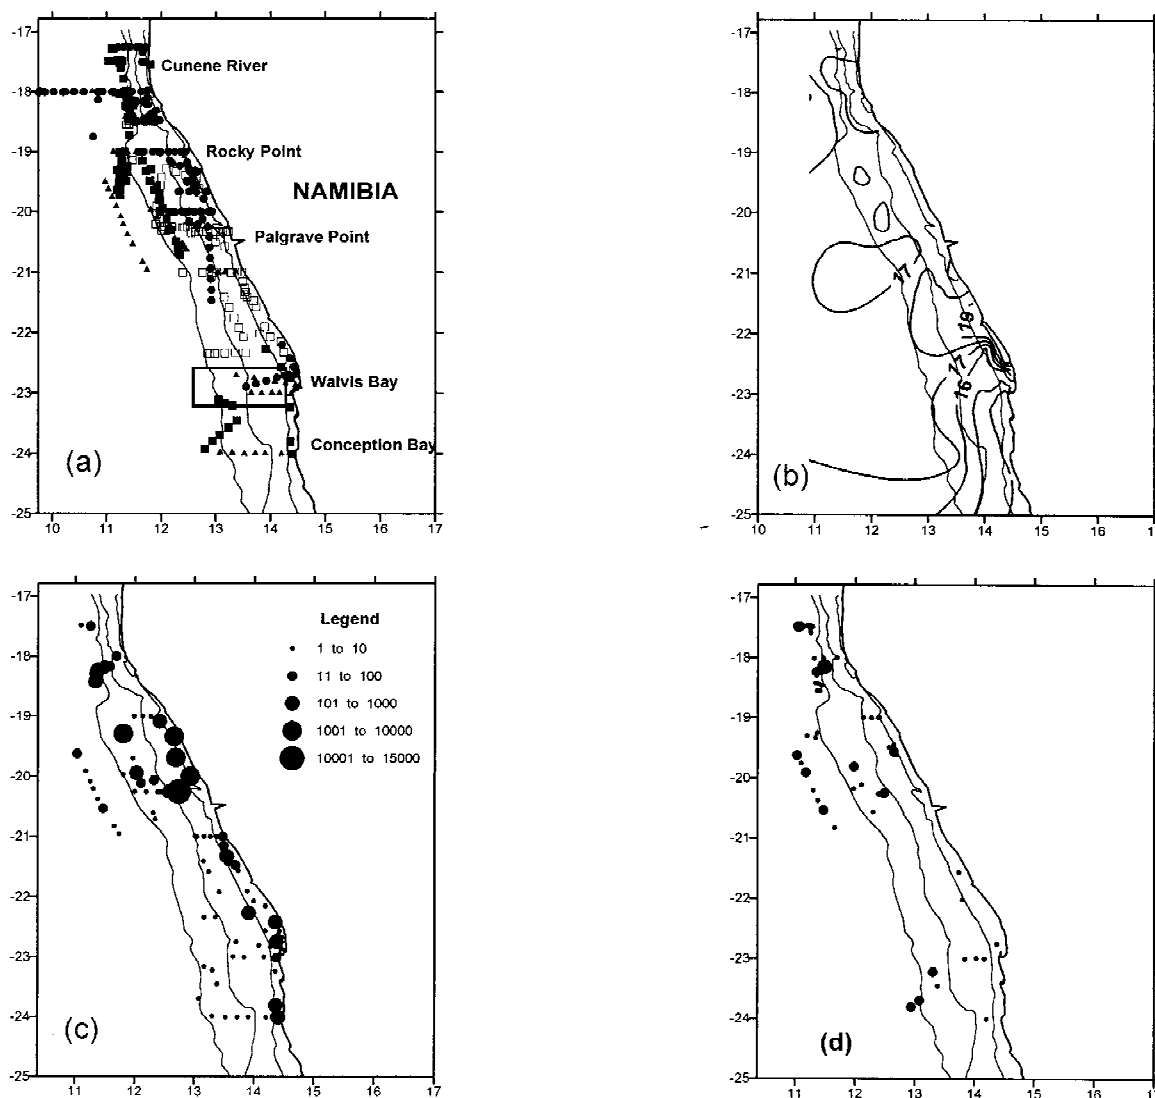 -17
-18
-19
-20
-21
-22
-23
-24
-25
10 11 12 13 14 15 16 17
Cunene River
Rocky Point
NAMIBIA
Palgrave Point
Walvis Bay
Conception Bay
(a)
-17
-18
-19
-20
-21
-22
-23
-24
-25
10 11 12 13 14 15 16 1
17
19
17
16
(b)
-17
-18
-19
-20
-21
-22
-23
-24
-25
11 12 13 14 15 16 17
Legend
1 to 10
11 to 100
101 to 1000
1001 to 10000
10001 to 15000
(c)
-17
-18
-19
-20
-21
-22
-23
-24
-25
11 12 13 14 15 16 1
(d)